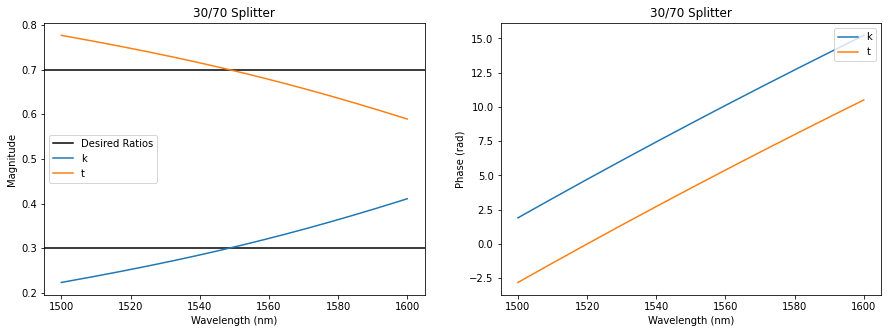 30/70 Splitter
0.8
0.7
0.6
0.5
0.4
0.3
0.2
Magnitude
Desired Ratios
k
t
1500
1520
1540
1560
1580
1600
Wavelength (nm)
30/70 Splitter
15.0
12.5
10.0
7.5
5.0
2.5
0.0
−2.5
Phase (rad)
k
t
1500
1520
1540
1560
1580
1600
Wavelength (nm)